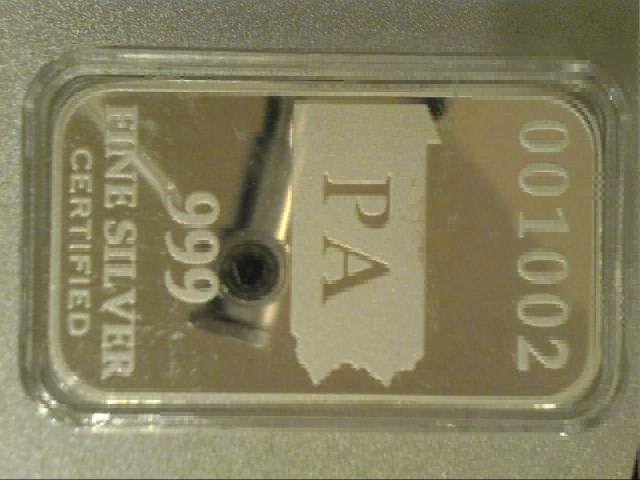 001002
PA
999
FINE SILVER
CERTIFIED